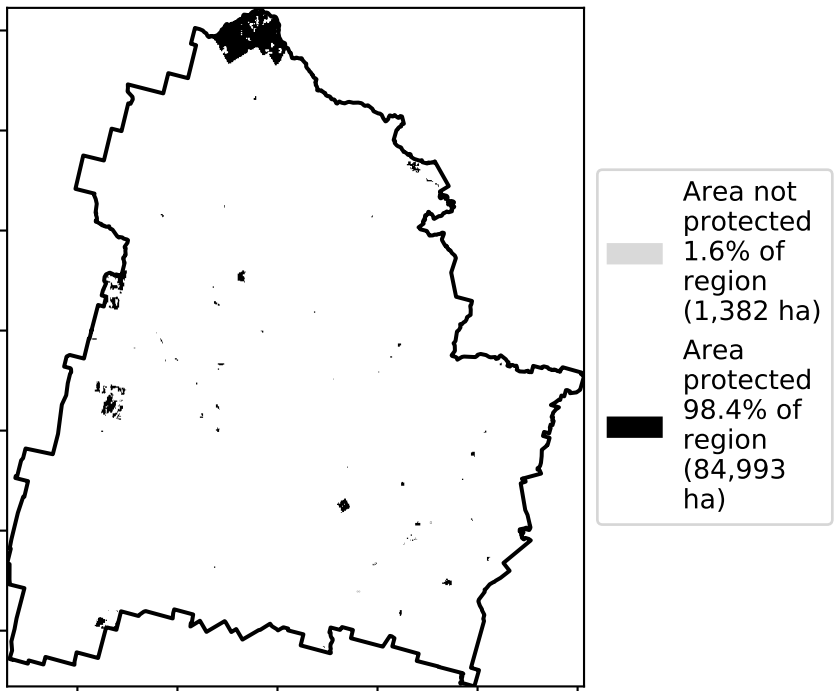 Area not
protected
1.6% of
region
(1,382 ha)
Area
protected
98.4% of
region
(84,993
ha)